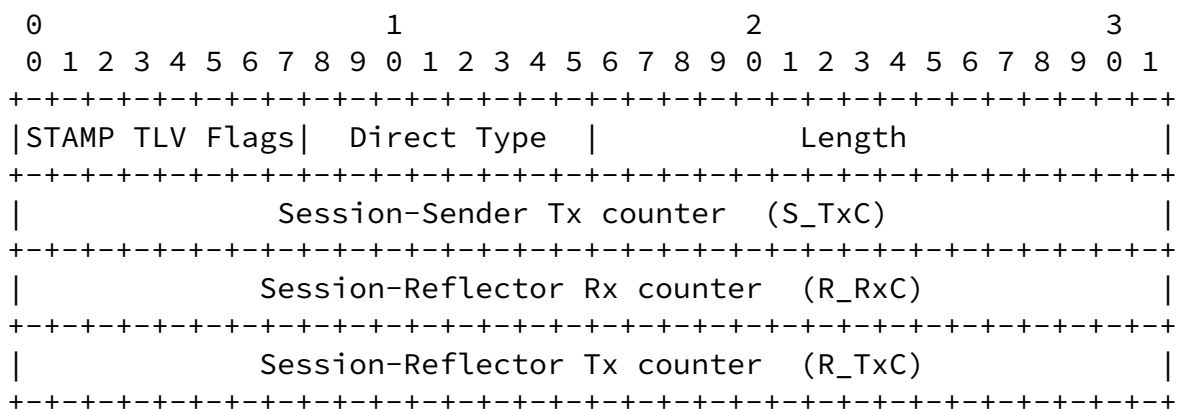 0                   1                   2                   3
 0 1 2 3 4 5 6 7 8 9 0 1 2 3 4 5 6 7 8 9 0 1 2 3 4 5 6 7 8 9 0 1
+-+-+-+-+-+-+-+-+-+-+-+-+-+-+-+-+-+-+-+-+-+-+-+-+-+-+-+-+-+-+-+-+
|STAMP TLV Flags|  Direct Type  |           Length              |
+-+-+-+-+-+-+-+-+-+-+-+-+-+-+-+-+-+-+-+-+-+-+-+-+-+-+-+-+-+-+-+-+
|              Session-Sender Tx counter  (S_TxC)               |
+-+-+-+-+-+-+-+-+-+-+-+-+-+-+-+-+-+-+-+-+-+-+-+-+-+-+-+-+-+-+-+-+
|             Session-Reflector Rx counter  (R_RxC)             |
+-+-+-+-+-+-+-+-+-+-+-+-+-+-+-+-+-+-+-+-+-+-+-+-+-+-+-+-+-+-+-+-+
|             Session-Reflector Tx counter  (R_TxC)             |
+-+-+-+-+-+-+-+-+-+-+-+-+-+-+-+-+-+-+-+-+-+-+-+-+-+-+-+-+-+-+-+-+